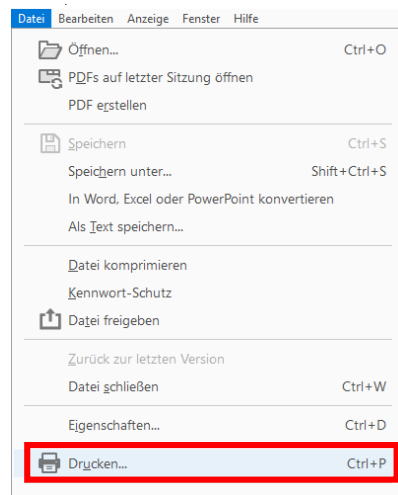 Datei Bearbeiten Anzeige Fenster Hilfe
Öffnen... Ctrl+O
PDFs auf letzter Sitzung öffnen
PDF erstellen
Speichern Ctrl+S
Speichern unter... Shift+Ctrl+S
In Word, Excel oder PowerPoint konvertieren
Als Text speichern...
Datei komprimieren
Kennwort-Schutz
Datei freigeben
Zurück zur letzten Version
Datei schließen Ctrl+W
Eigenschaften... Ctrl+D
Drucken... Ctrl+P